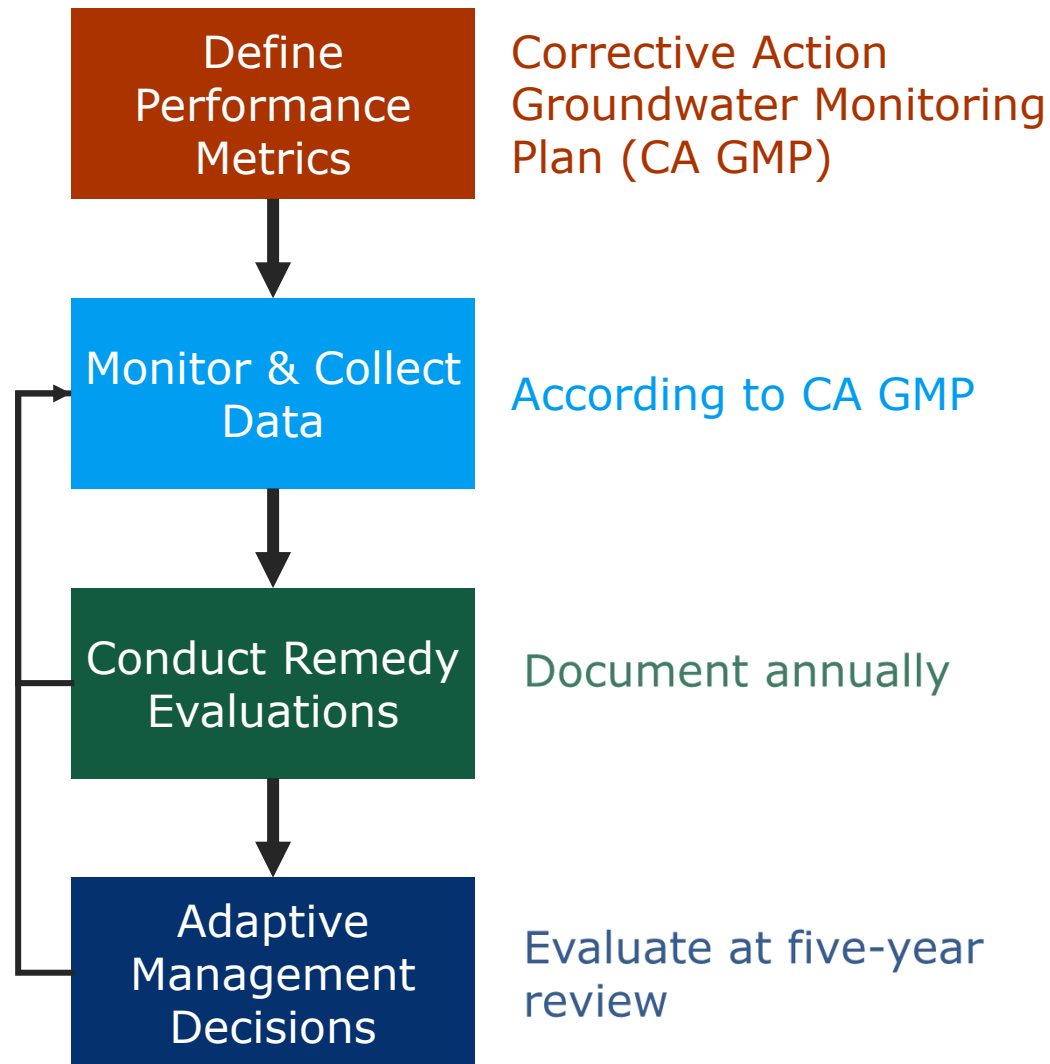 Define
Performance
Metrics
Corrective Action
Groundwater Monitoring
Plan (CA GMP)
Monitor & Collect
Data
According to CA GMP
Conduct Remedy
Evaluations
Document annually
Adaptive
Management
Decisions
Evaluate at five-year
review